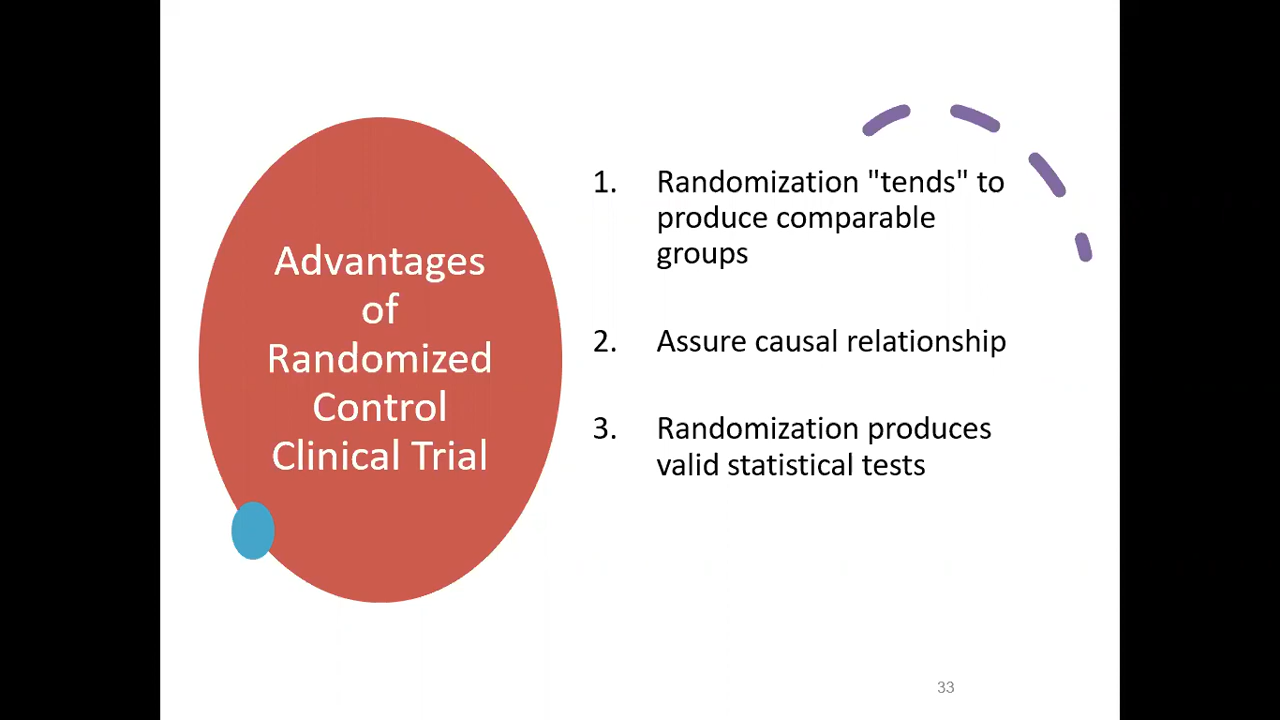 Advantages
of
Randomized
Control
Clinical Trial
1. Randomization "tends" to
produce comparable
groups
2. Assure causal relationship
3. Randomization produces
valid statistical tests
33